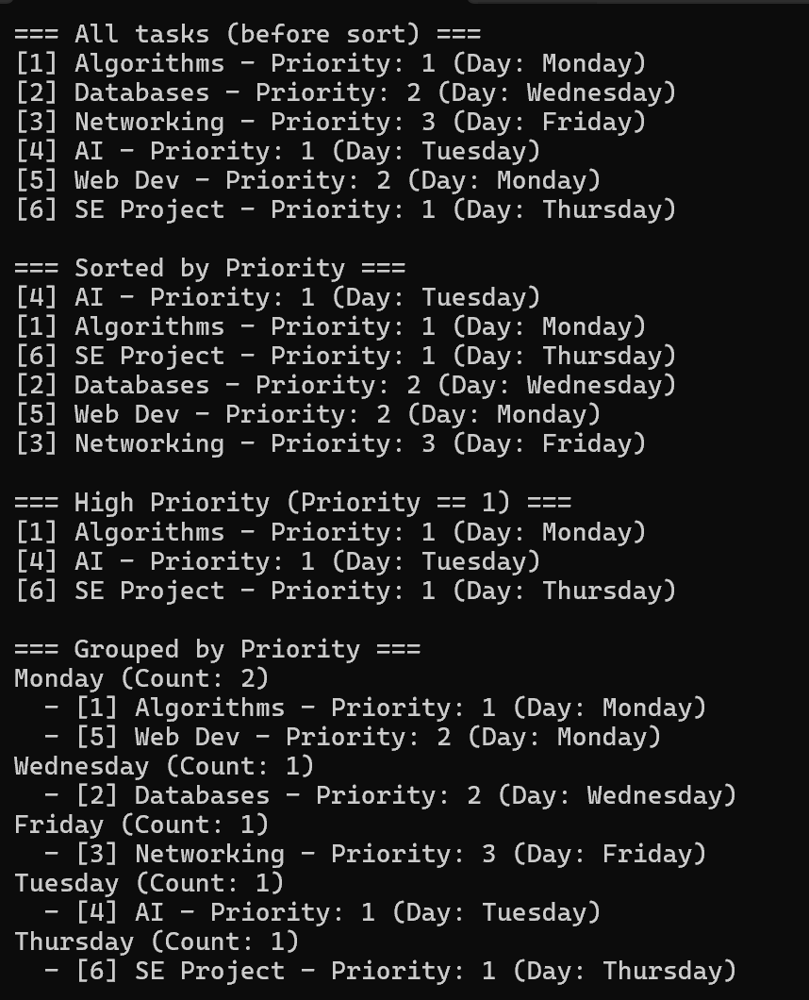 === All tasks (before sort) ===
[1] Algorithms - Priority: 1 (Day: Monday)
[2] Databases - Priority: 2 (Day: Wednesday)
[3] Networking - Priority: 3 (Day: Friday)
[4] AI - Priority: 1 (Day: Tuesday)
[5] Web Dev - Priority: 2 (Day: Monday)
[6] SE Project - Priority: 1 (Day: Thursday)

=== Sorted by Priority ===
[4] AI - Priority: 1 (Day: Tuesday)
[1] Algorithms - Priority: 1 (Day: Monday)
[6] SE Project - Priority: 1 (Day: Thursday)
[2] Databases - Priority: 2 (Day: Wednesday)
[5] Web Dev - Priority: 2 (Day: Monday)
[3] Networking - Priority: 3 (Day: Friday)

=== High Priority (Priority == 1) ===
[1] Algorithms - Priority: 1 (Day: Monday)
[4] AI - Priority: 1 (Day: Tuesday)
[6] SE Project - Priority: 1 (Day: Thursday)

=== Grouped by Priority ===
Monday (Count: 2)
  - [1] Algorithms - Priority: 1 (Day: Monday)
  - [5] Web Dev - Priority: 2 (Day: Monday)
Wednesday (Count: 1)
  - [2] Databases - Priority: 2 (Day: Wednesday)
Friday (Count: 1)
  - [3] Networking - Priority: 3 (Day: Friday)
Tuesday (Count: 1)
  - [4] AI - Priority: 1 (Day: Tuesday)
Thursday (Count: 1)
  - [6] SE Project - Priority: 1 (Day: Thursday)